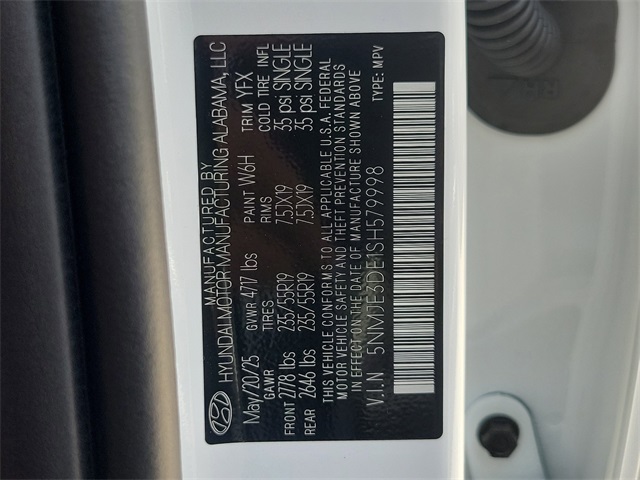 MANUFACTURED BY
HYUNDAI MOTOR MANUFACTURING ALABAMA, LLC
May/20/25 GVWR 4717 lbs PAINT W6H TRIM YFX
GAWR TIRES RIMS COLD TIRE INFL
FRONT 2778 lbs 235/55R19 7.5JX19 35 psi SINGLE
REAR 2646 lbs 235/55R19 7.5JX19 35 psi SINGLE
THIS VEHICLE CONFORMS TO ALL APPLICABLE U.S.A. FEDERAL
MOTOR VEHICLE SAFETY AND THEFT PREVENTION STANDARDS
IN EFFECT ON THE DATE OF MANUFACTURE SHOWN ABOVE
V.I.N 5NMJE3DE1SH579998 TYPE: MPV